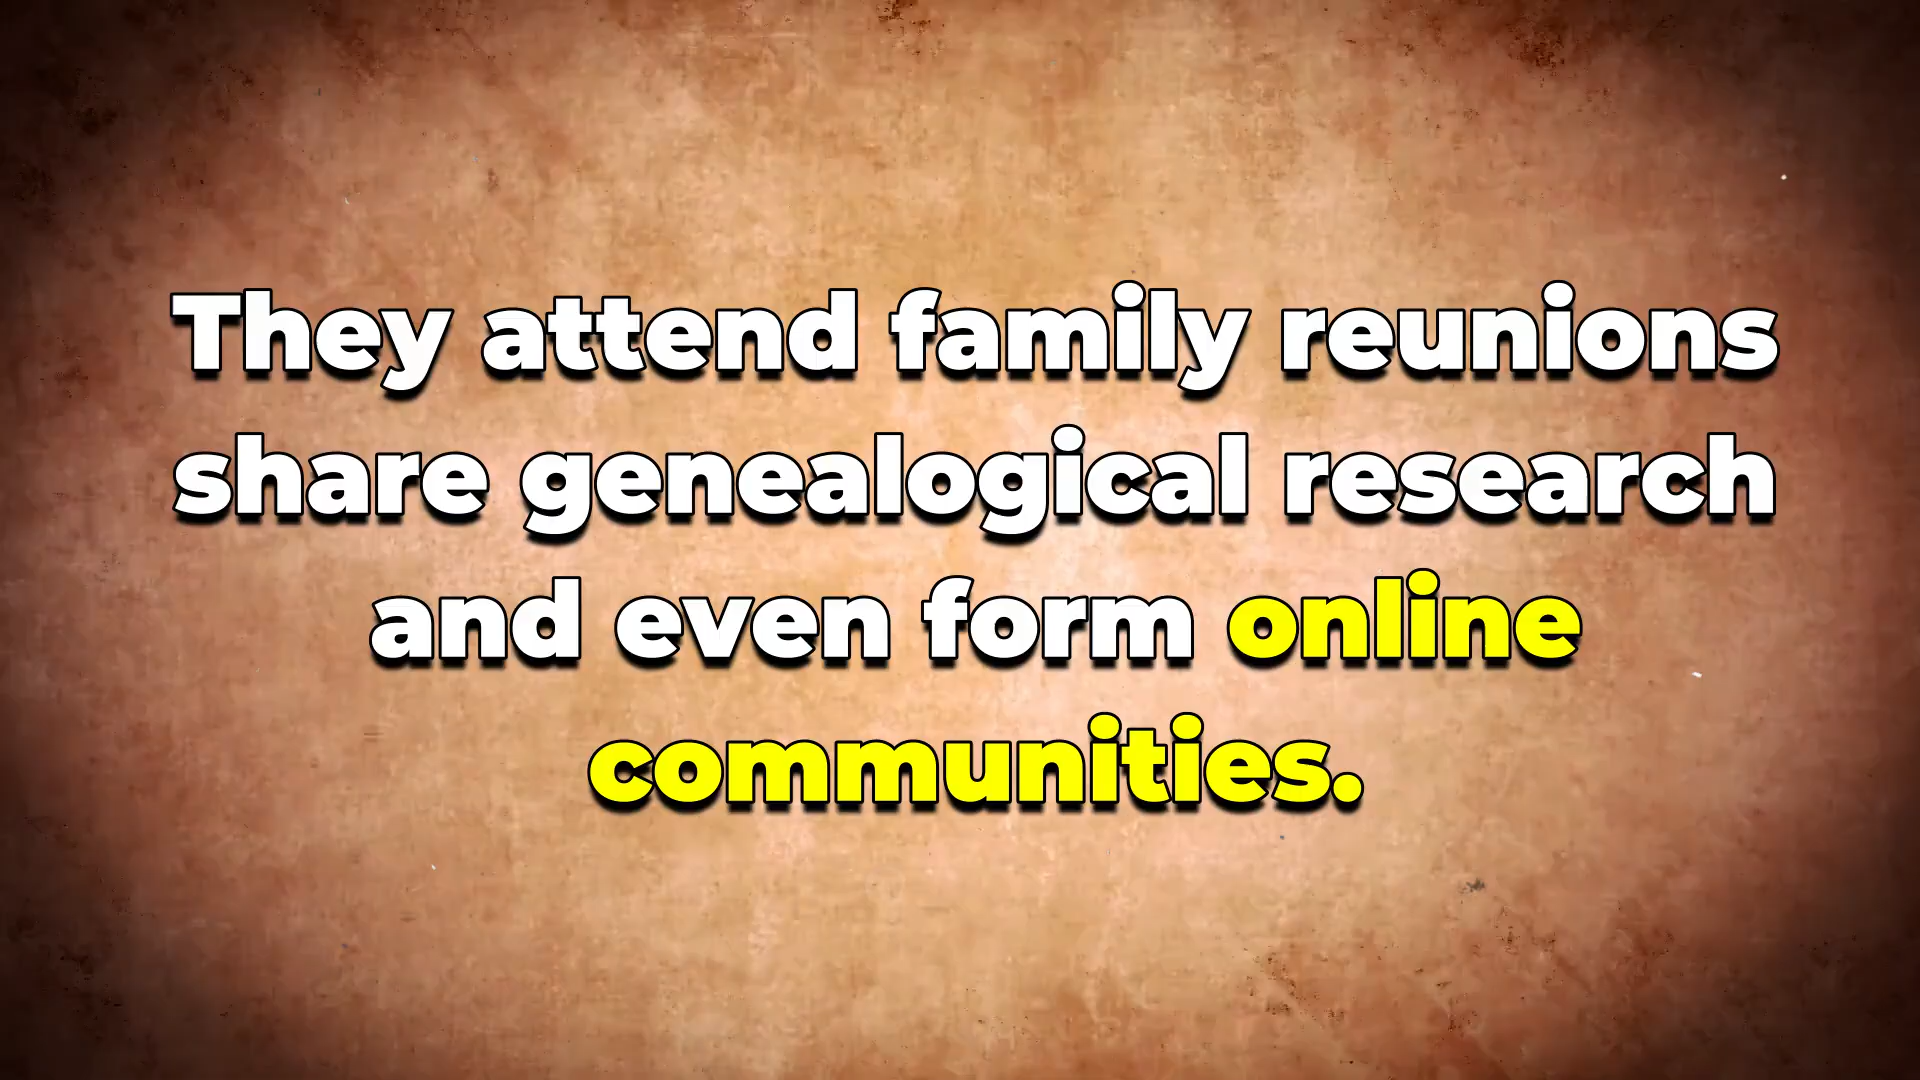 They attend family reunions
share genealogical research
and even form online
communities.